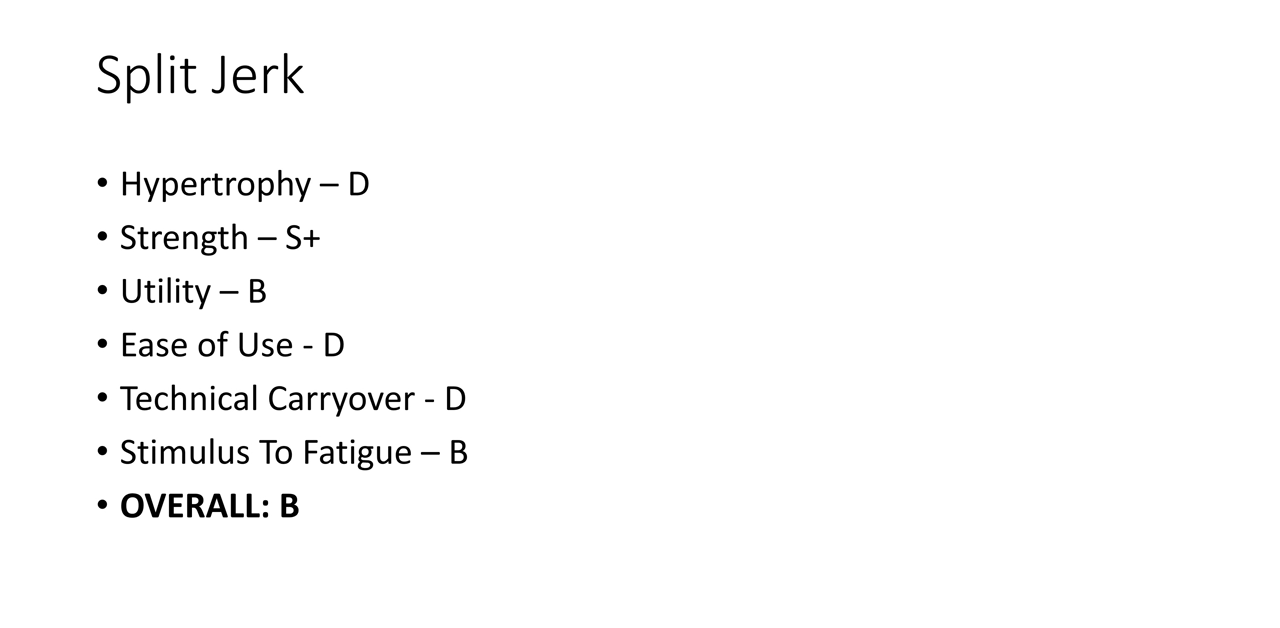 Split Jerk
• Hypertrophy – D
• Strength – S+
• Utility – B
• Ease of Use - D
• Technical Carryover - D
• Stimulus To Fatigue – B
• OVERALL: B